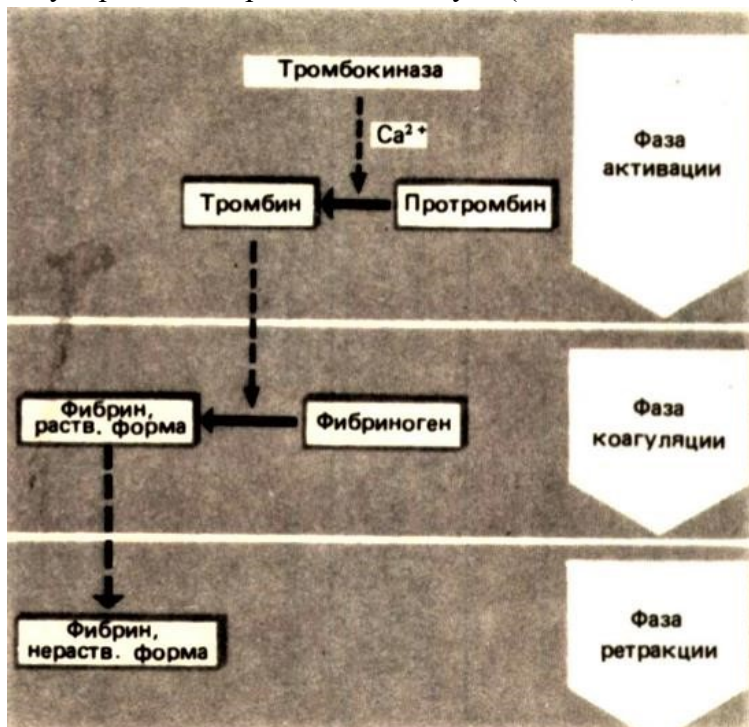 Тромбокиназа
Ca²⁺
Фаза
активации
Тромбин
Протромбин
Фибрин,
раств. форма
Фибриноген
Фаза
коагуляции
Фибрин,
нераств. форма
Фаза
ретракции